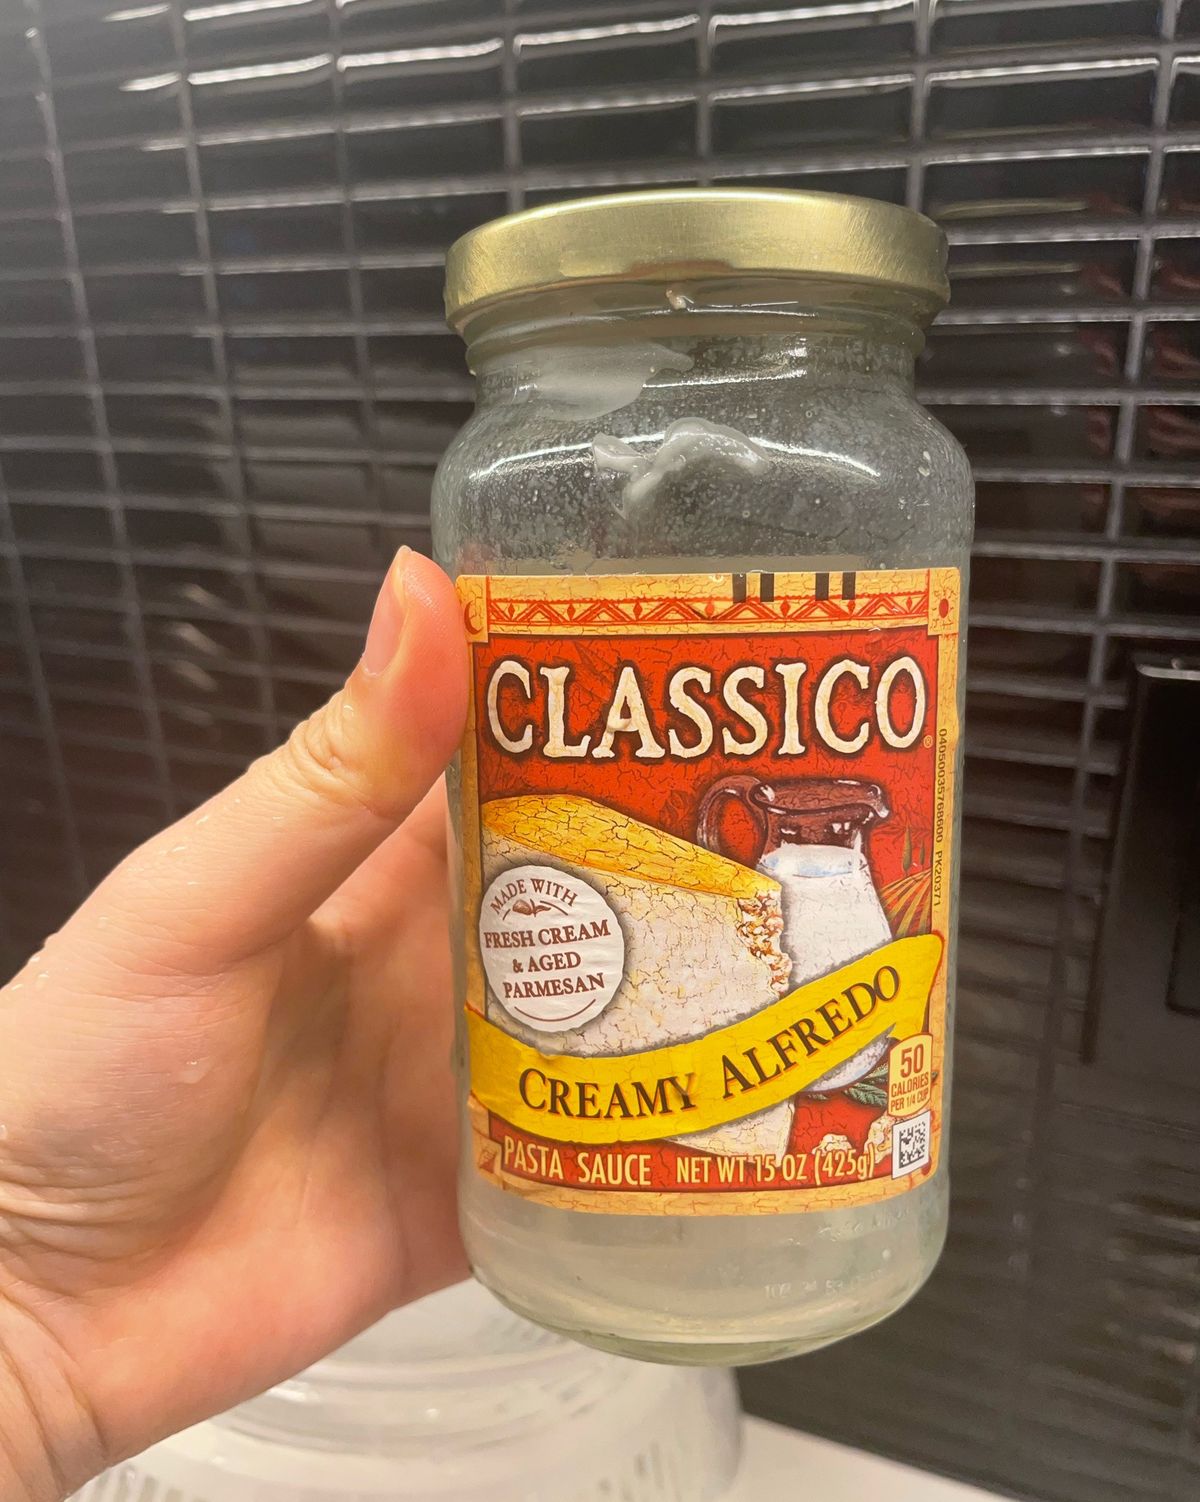 CLASSICO®
MADE WITH
FRESH CREAM
& AGED
PARMESAN
CREAMY ALFREDO
50
CALORIES
PER 1/4 CUP
PASTA SAUCE NET WT 15 OZ (425g)